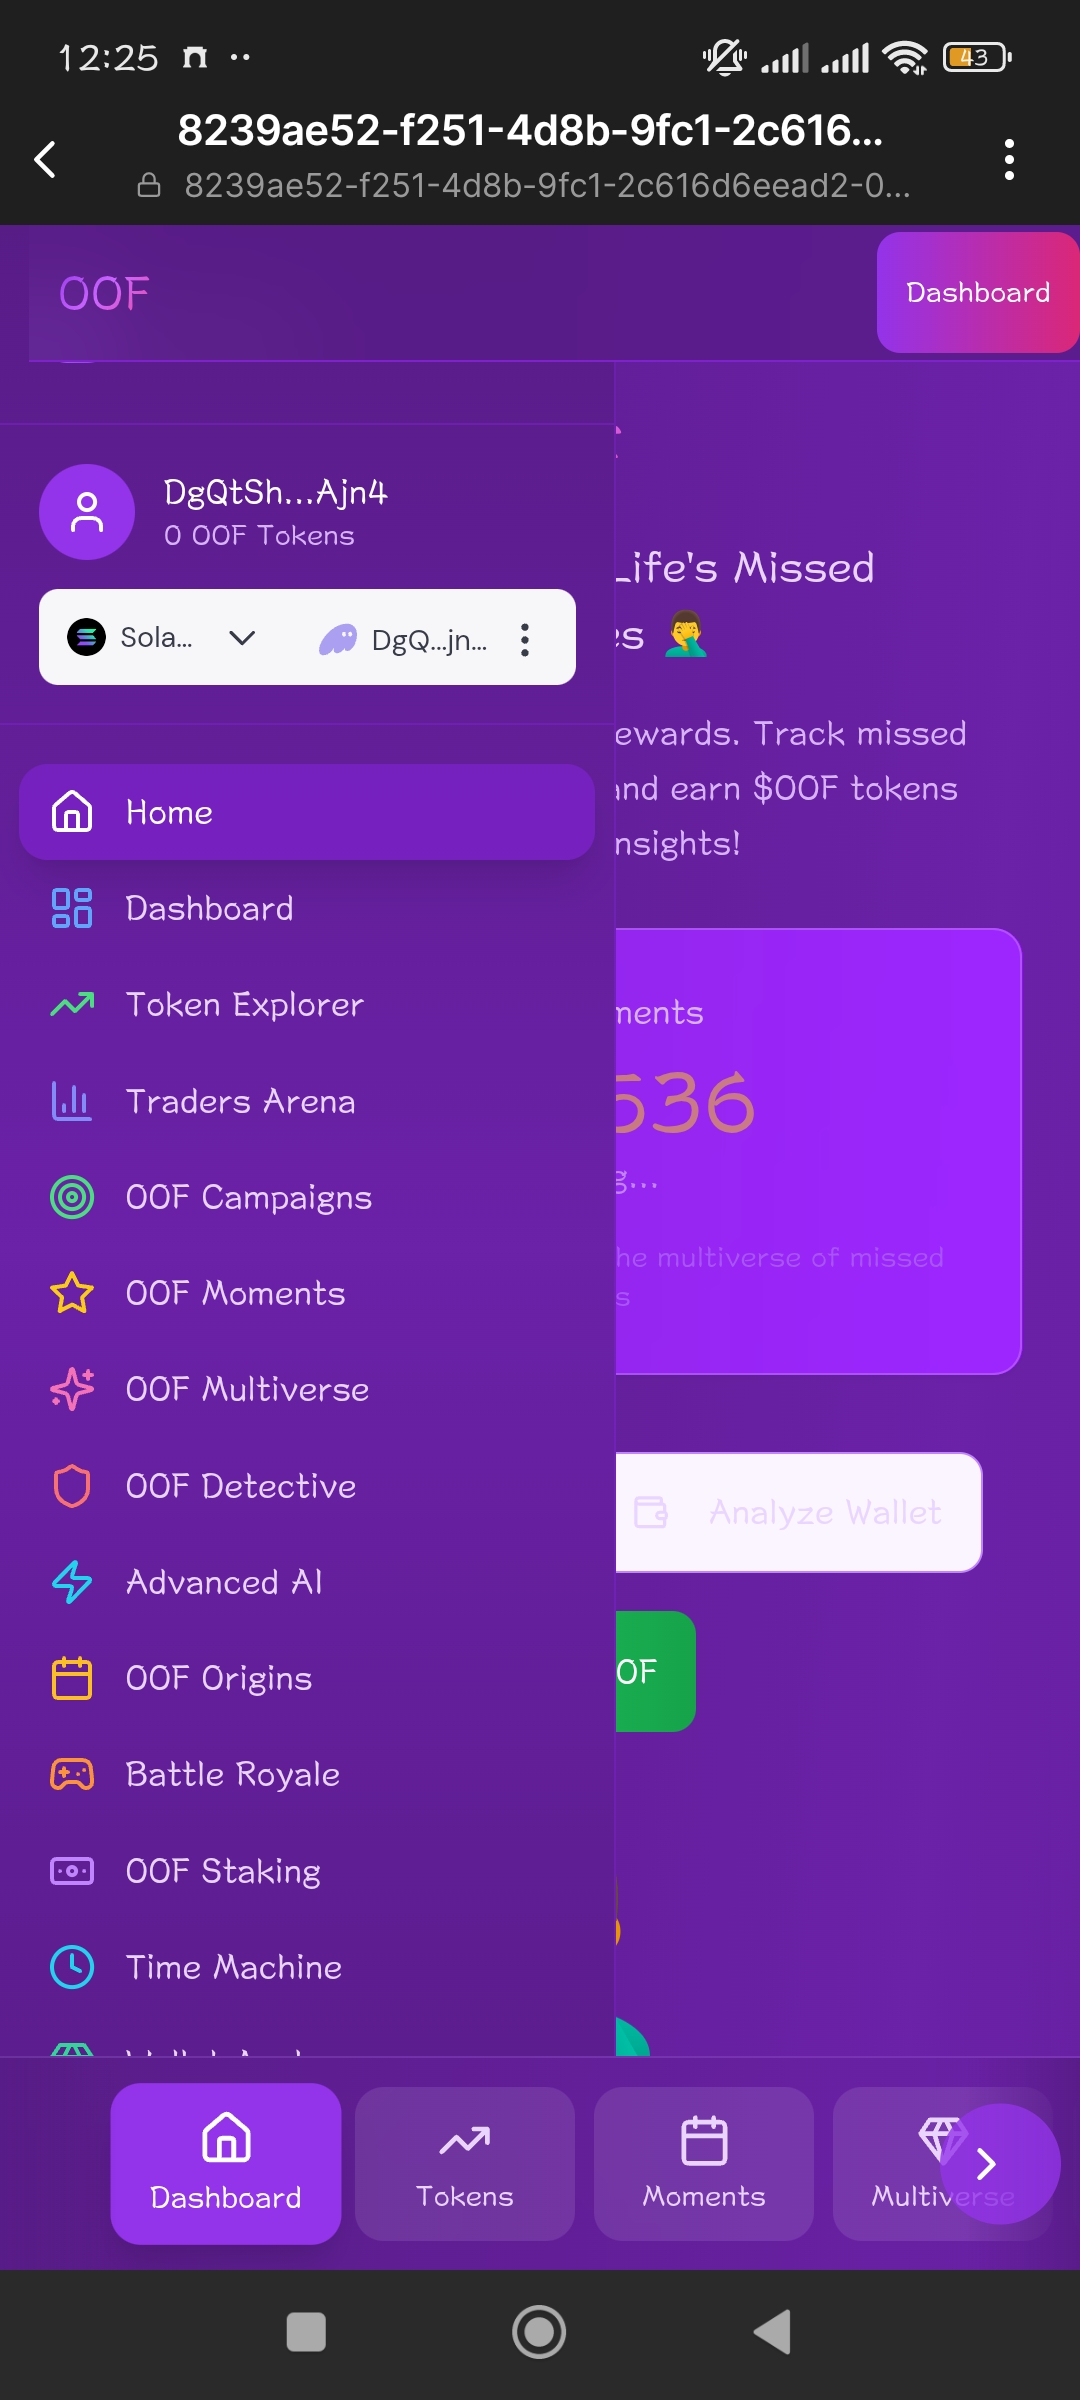 12:25
43
8239ae52-f251-4d8b-9fc1-2c616...
8239ae52-f251-4d8b-9fc1-2c616d6eead2-0...
OOF
Dashboard
DgQtSh...Ajn4
0 OOF Tokens
Sola...
DgQ...jn...
Life's Missed
ewards. Track missed
and earn $OOF tokens
nsights!
Home
Dashboard
Token Explorer
Traders Arena
OOF Campaigns
OOF Moments
OOF Multiverse
OOF Detective
Advanced AI
OOF Origins
Battle Royale
OOF Staking
Time Machine
ments
536
g...
he multiverse of missed
s
Analyze Wallet
OF
Dashboard
Tokens
Moments
Multiverse